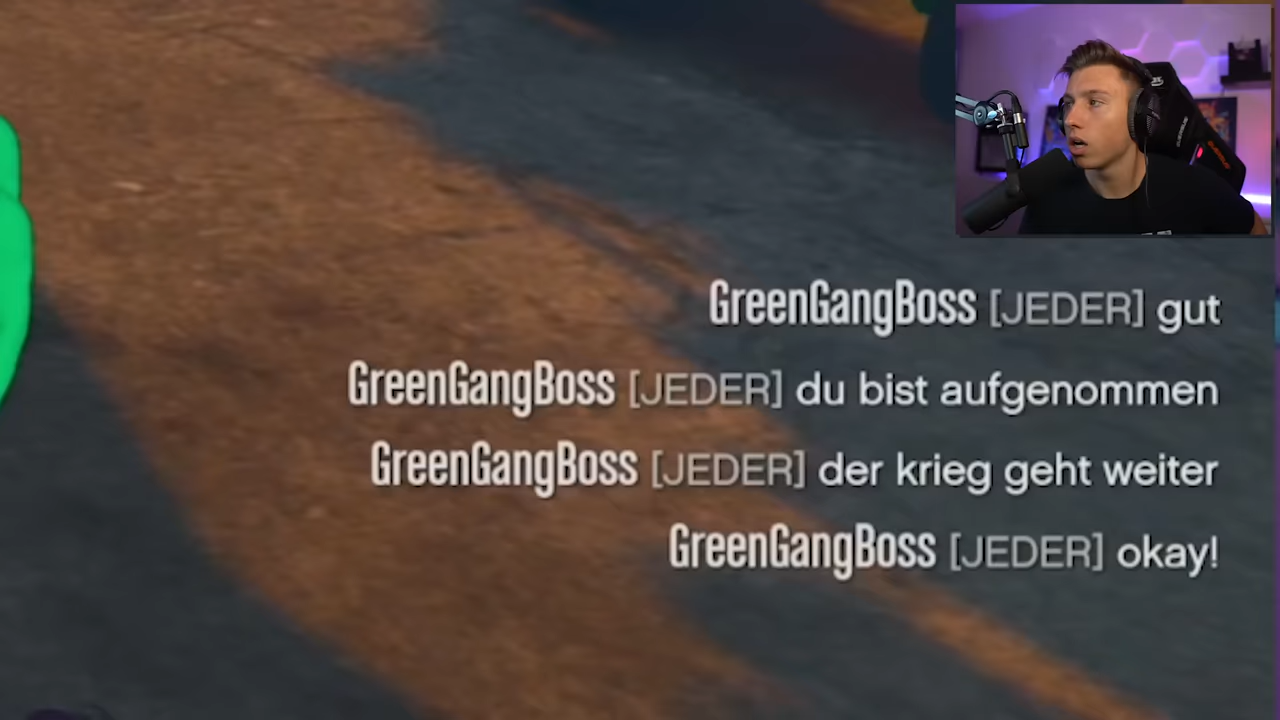 GreenGangBoss [JEDER] gut
GreenGangBoss [JEDER] du bist aufgenommen
GreenGangBoss [JEDER] der krieg geht weiter
GreenGangBoss [JEDER] okay!